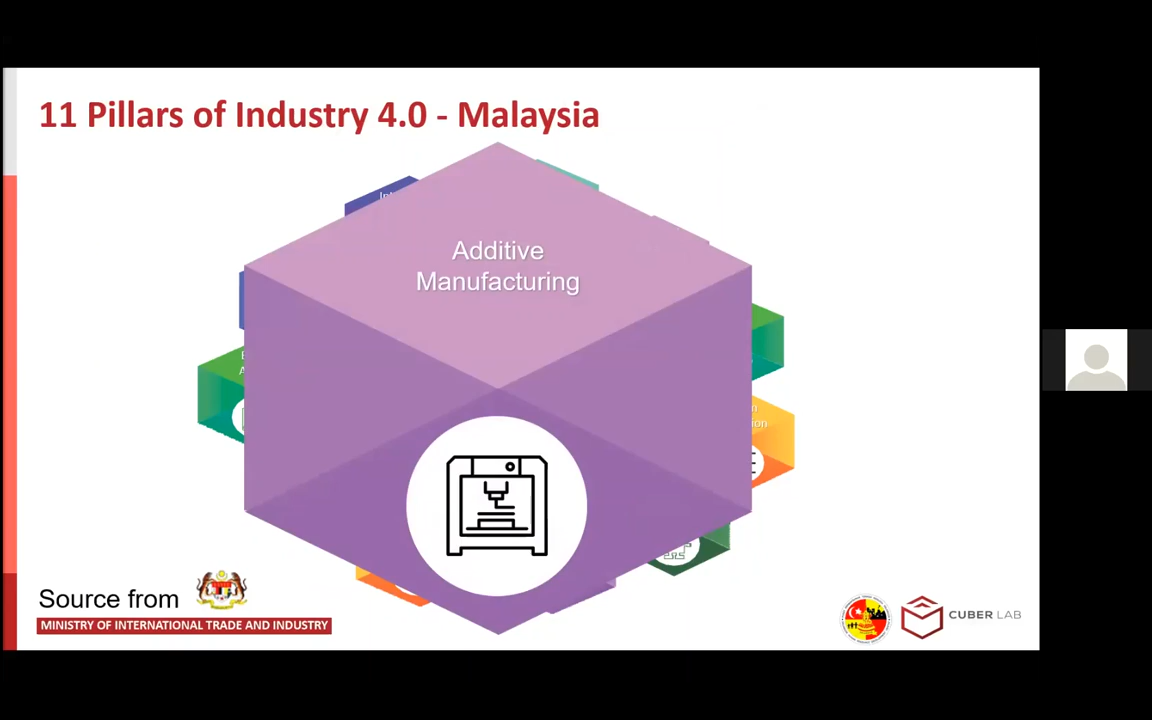 11 Pillars of Industry 4.0 - Malaysia
Additive
Manufacturing
Source from
MINISTRY OF INTERNATIONAL TRADE AND INDUSTRY
CUBER LAB